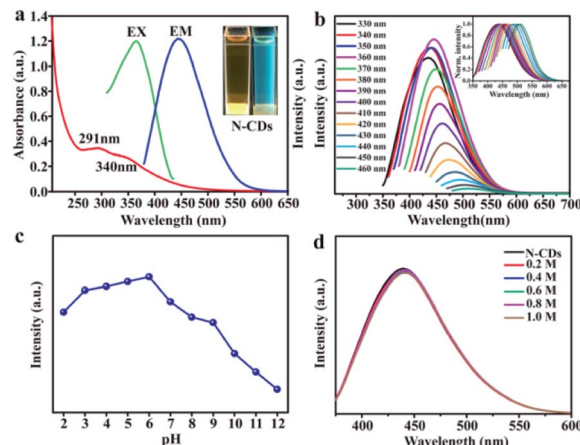 a
Absorbance (a.u.)
Intensity (a.u.)
1.4
1.2
1.0
0.8
0.6
0.4
0.2
0.0
EX
EM
N-CDs
291nm
340nm
250 300 350 400 450 500 550 600 650
Wavelength (nm)
b
Intensity (a.u.)
330 nm
340 nm
350 nm
360 nm
370 nm
380 nm
390 nm
400 nm
410 nm
420 nm
430 nm
440 nm
450 nm
460 nm
Norm. intensity
350 400 450 500 550 600 650
Wavelength(nm)
300 400 500 600 700
Wavelength(nm)
c
Intensity (a.u.)
2 3 4 5 6 7 8 9 10 11 12
pH
d
Intensity (a.u.)
N-CDs
0.2 M
0.4 M
0.6 M
0.8 M
1.0 M
400 450 500 550 600
Wavelength (nm)